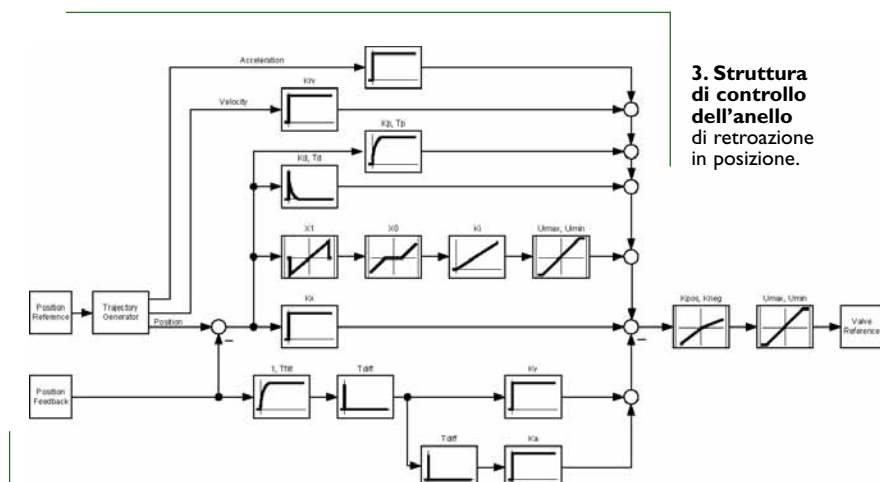 3. Struttura
di controllo
dell'anello
di retroazione
in posizione.
Acceleration
Velocity
Kp, Tp
Kd, Td
X1
X0
Ki
Umax, Umin
Position
Reference
Trajectory
Generator
Position
Kx
Kpos, Kneg
Umax, Umin
Valve
Reference
Position
Feedback
Tdiff
Kv
Tdiff
Ka